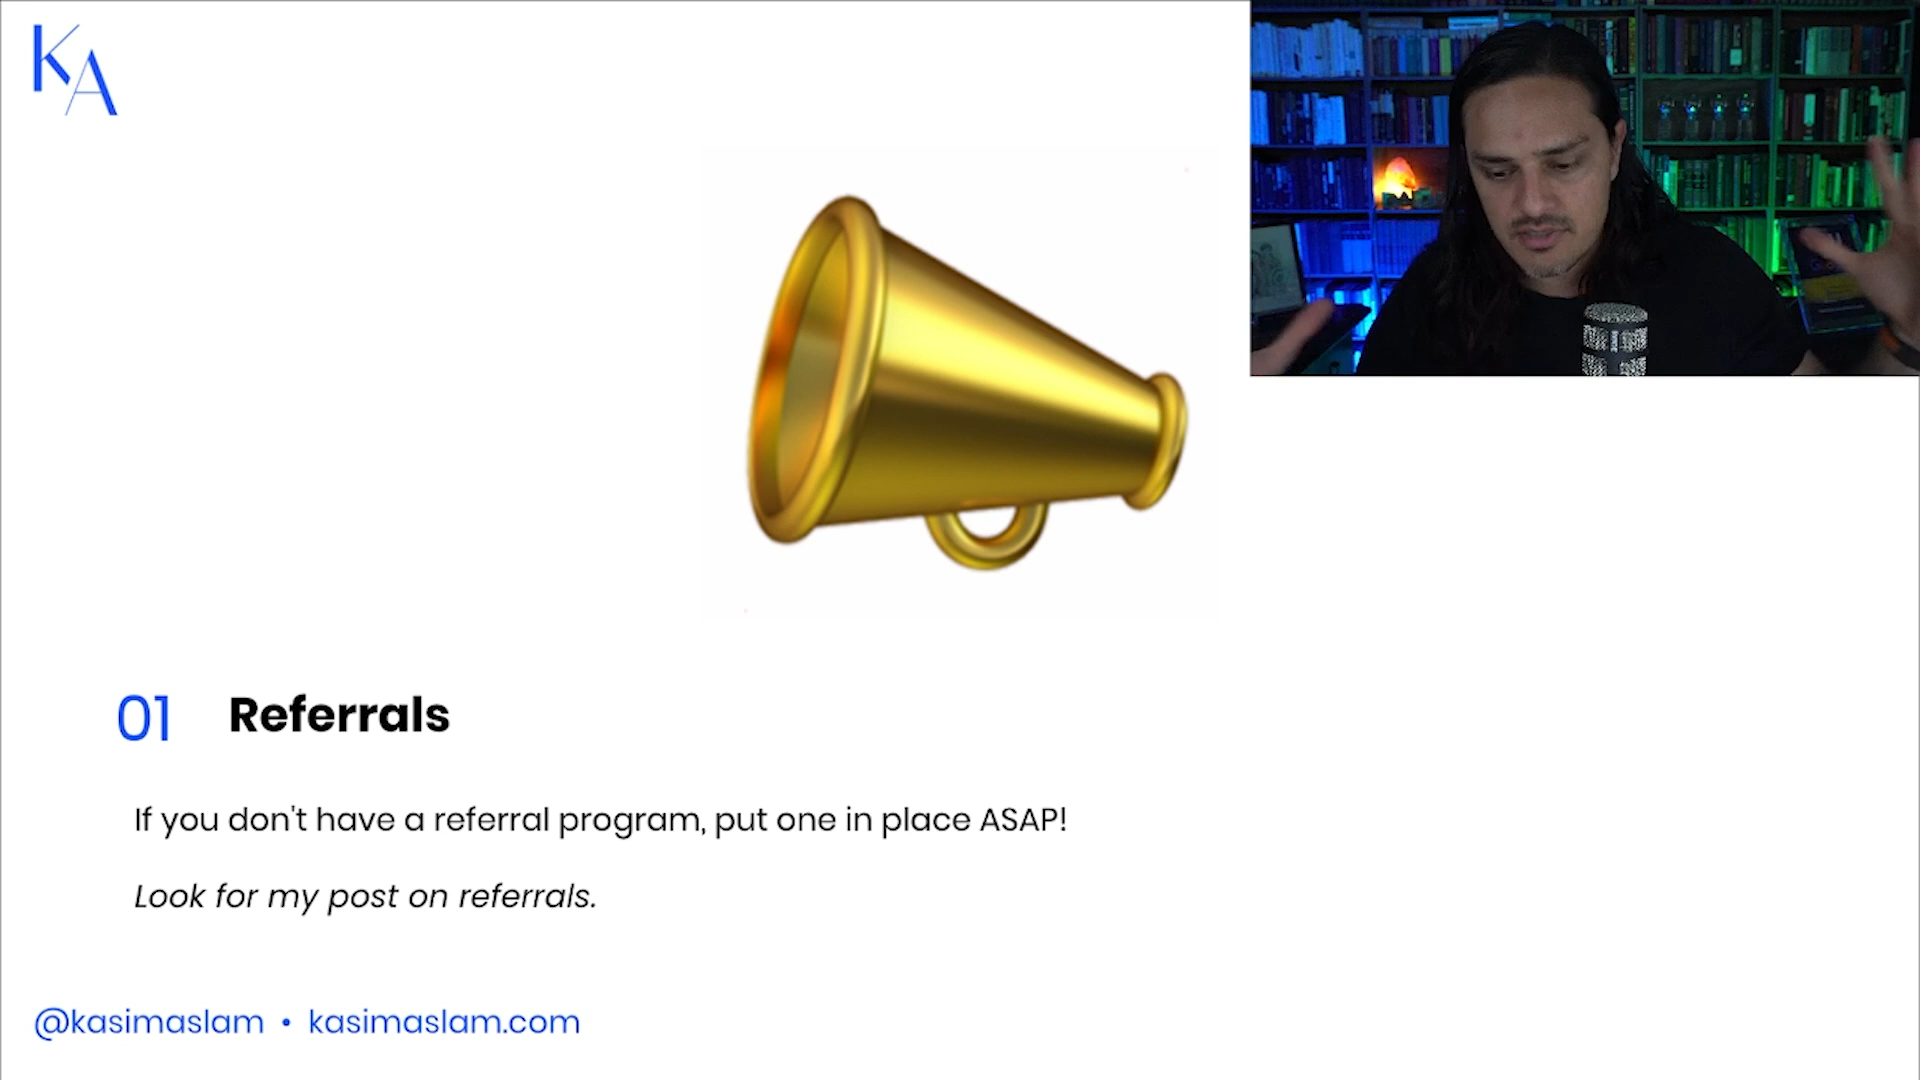 KA
01 Referrals
If you don't have a referral program, put one in place ASAP!
Look for my post on referrals.
@kasimaslam • kasimaslam.com